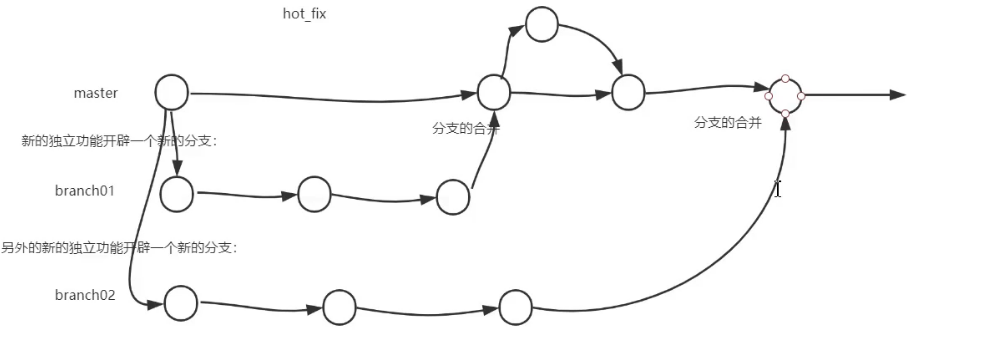 hot_fix
master
分支的合并
分支的合并
新的独立功能开辟一个新的分支：
branch01
另外的新的独立功能开辟一个新的分支：
branch02